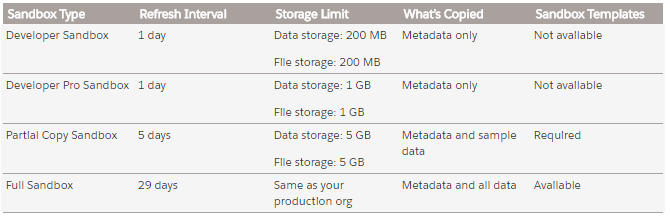 Sandbox Type Refresh Interval Storage Limit What's Copied Sandbox Templates
Developer Sandbox 1 day Data storage: 200 MB Metadata only Not available
File storage: 200 MB
Developer Pro Sandbox 1 day Data storage: 1 GB Metadata only Not available
File storage: 1 GB
Partial Copy Sandbox 5 days Data storage: 5 GB Metadata and sample Required
data
File storage: 5 GB
Full Sandbox 29 days Same as your Metadata and all data Available
production org